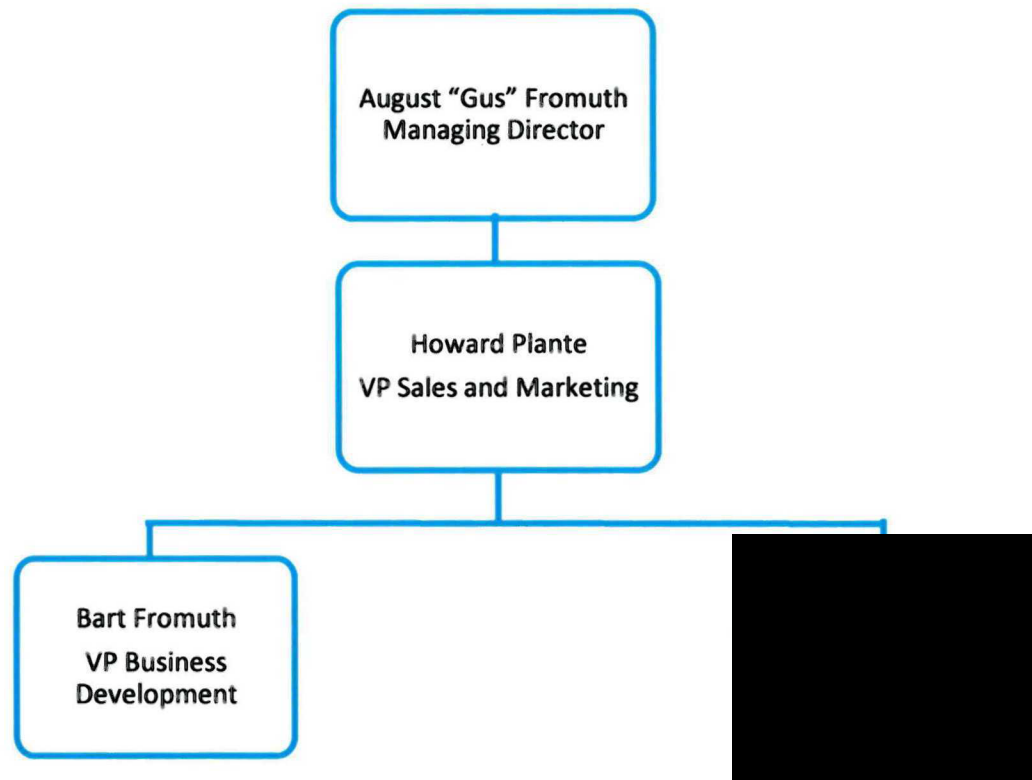 August “Gus” Fromuth
Managing Director
Howard Plante
VP Sales and Marketing
Bart Fromuth
VP Business
Development